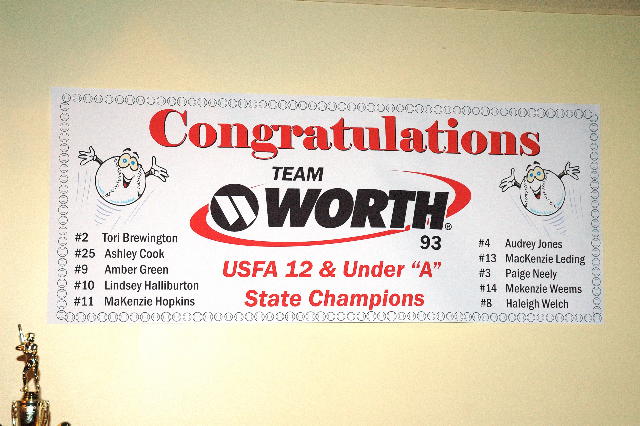 Congratulations
TEAM
WORTH®
93
USFA 12 & Under “A”
State Champions
#2 Tori Brewington
#25 Ashley Cook
#9 Amber Green
#10 Lindsey Halliburton
#11 MaKenzie Hopkins
#4 Audrey Jones
#13 MacKenzie Leding
#3 Paige Neely
#14 Mekenzie Weems
#8 Haleigh Welch